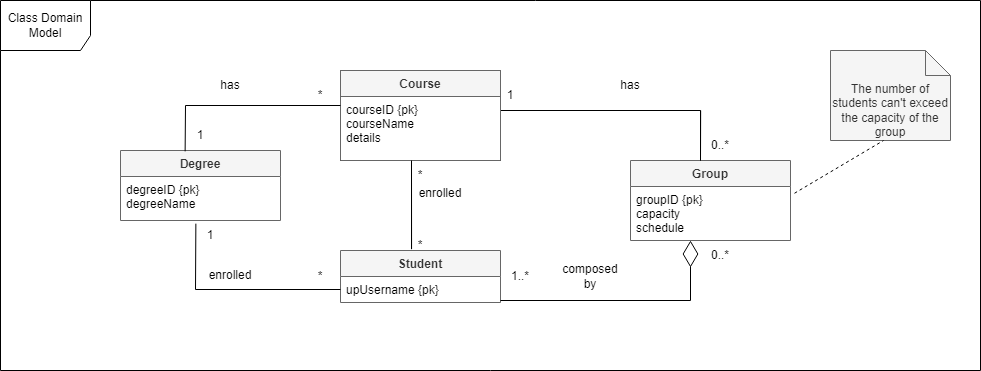 Class Domain
Model
has
*
Course
1
has
The number of
students can't exceed
the capacity of the
group
courseID {pk}
courseName
details
1
0..*
Degree
*
Group
degreeID {pk}
degreeName
enrolled
groupID {pk}
capacity
schedule
1
*
0..*
enrolled
*
Student
1..*
composed
by
upUsername {pk}